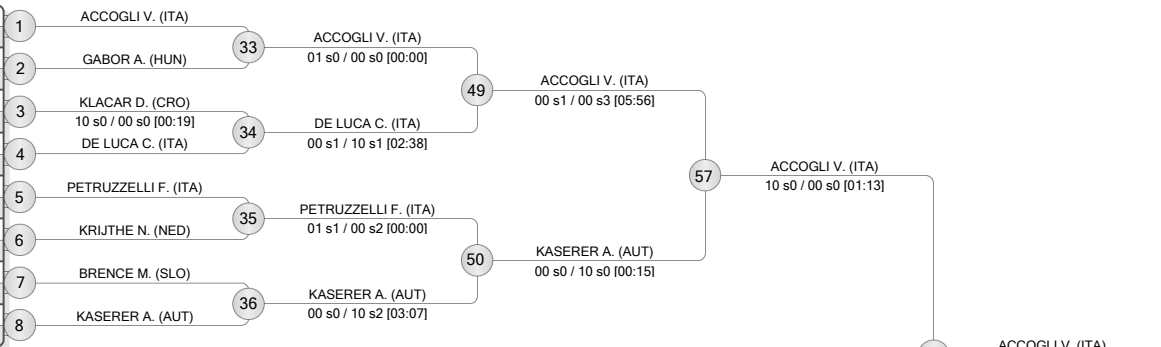 1
ACCOGLI V. (ITA)
2
GABOR A. (HUN)
33
ACCOGLI V. (ITA)
01 s0 / 00 s0 [00:00]
3
KLACAR D. (CRO)
10 s0 / 00 s0 [00:19]
4
DE LUCA C. (ITA)
34
DE LUCA C. (ITA)
00 s1 / 10 s1 [02:38]
49
ACCOGLI V. (ITA)
00 s1 / 00 s3 [05:56]
5
PETRUZZELLI F. (ITA)
6
KRIJTHE N. (NED)
35
PETRUZZELLI F. (ITA)
01 s1 / 00 s2 [00:00]
7
BRENCE M. (SLO)
8
KASERER A. (AUT)
36
KASERER A. (AUT)
00 s0 / 10 s2 [03:07]
50
KASERER A. (AUT)
00 s0 / 10 s0 [00:15]
57
ACCOGLI V. (ITA)
10 s0 / 00 s0 [01:13]
ACCOGLI V. (ITA)